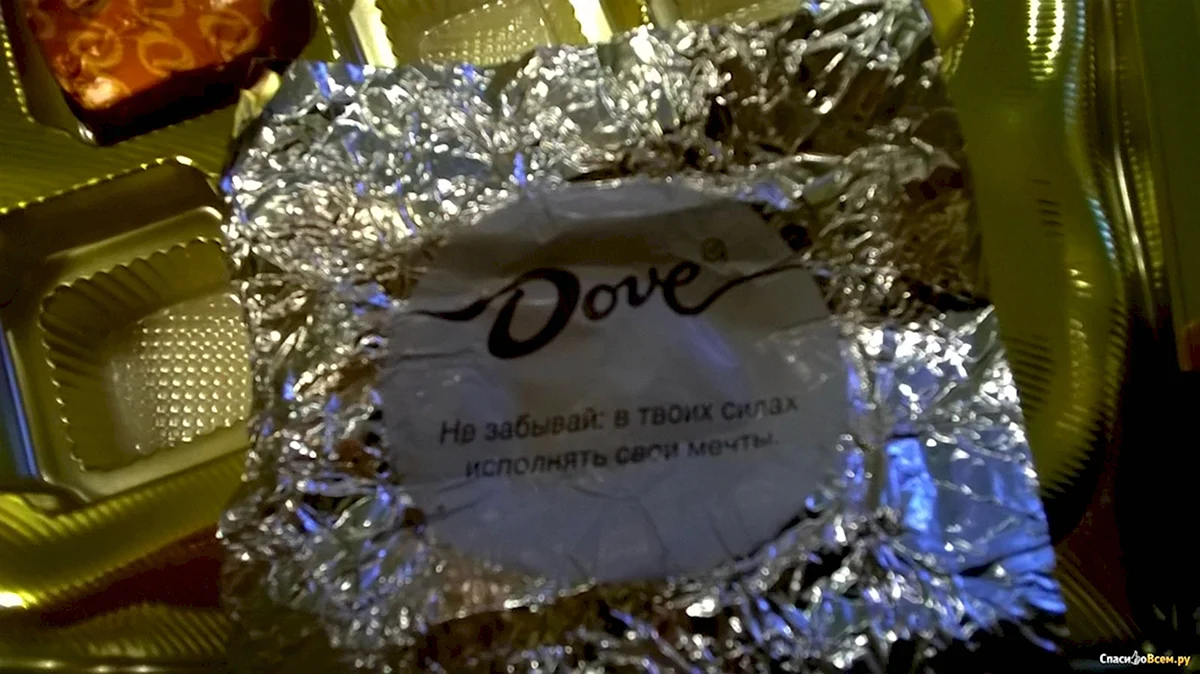 Dove®
Не забывай: в твоих силах
исполнять свои мечты.
СпасибоВсем.ру